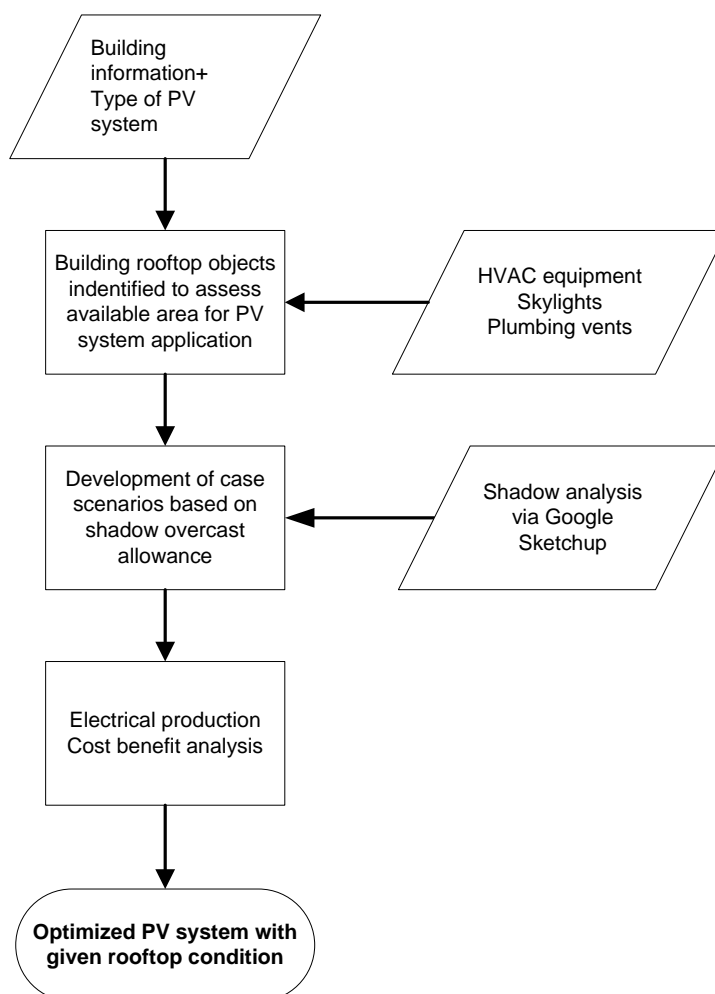 Building
information+
Type of PV
system
Building rooftop objects
indentified to assess
available area for PV
system application
HVAC equipment
Skylights
Plumbing vents
Development of case
scenarios based on
shadow overcast
allowance
Shadow analysis
via Google
Sketchup
Electrical production
Cost benefit analysis
Optimized PV system with
given rooftop condition